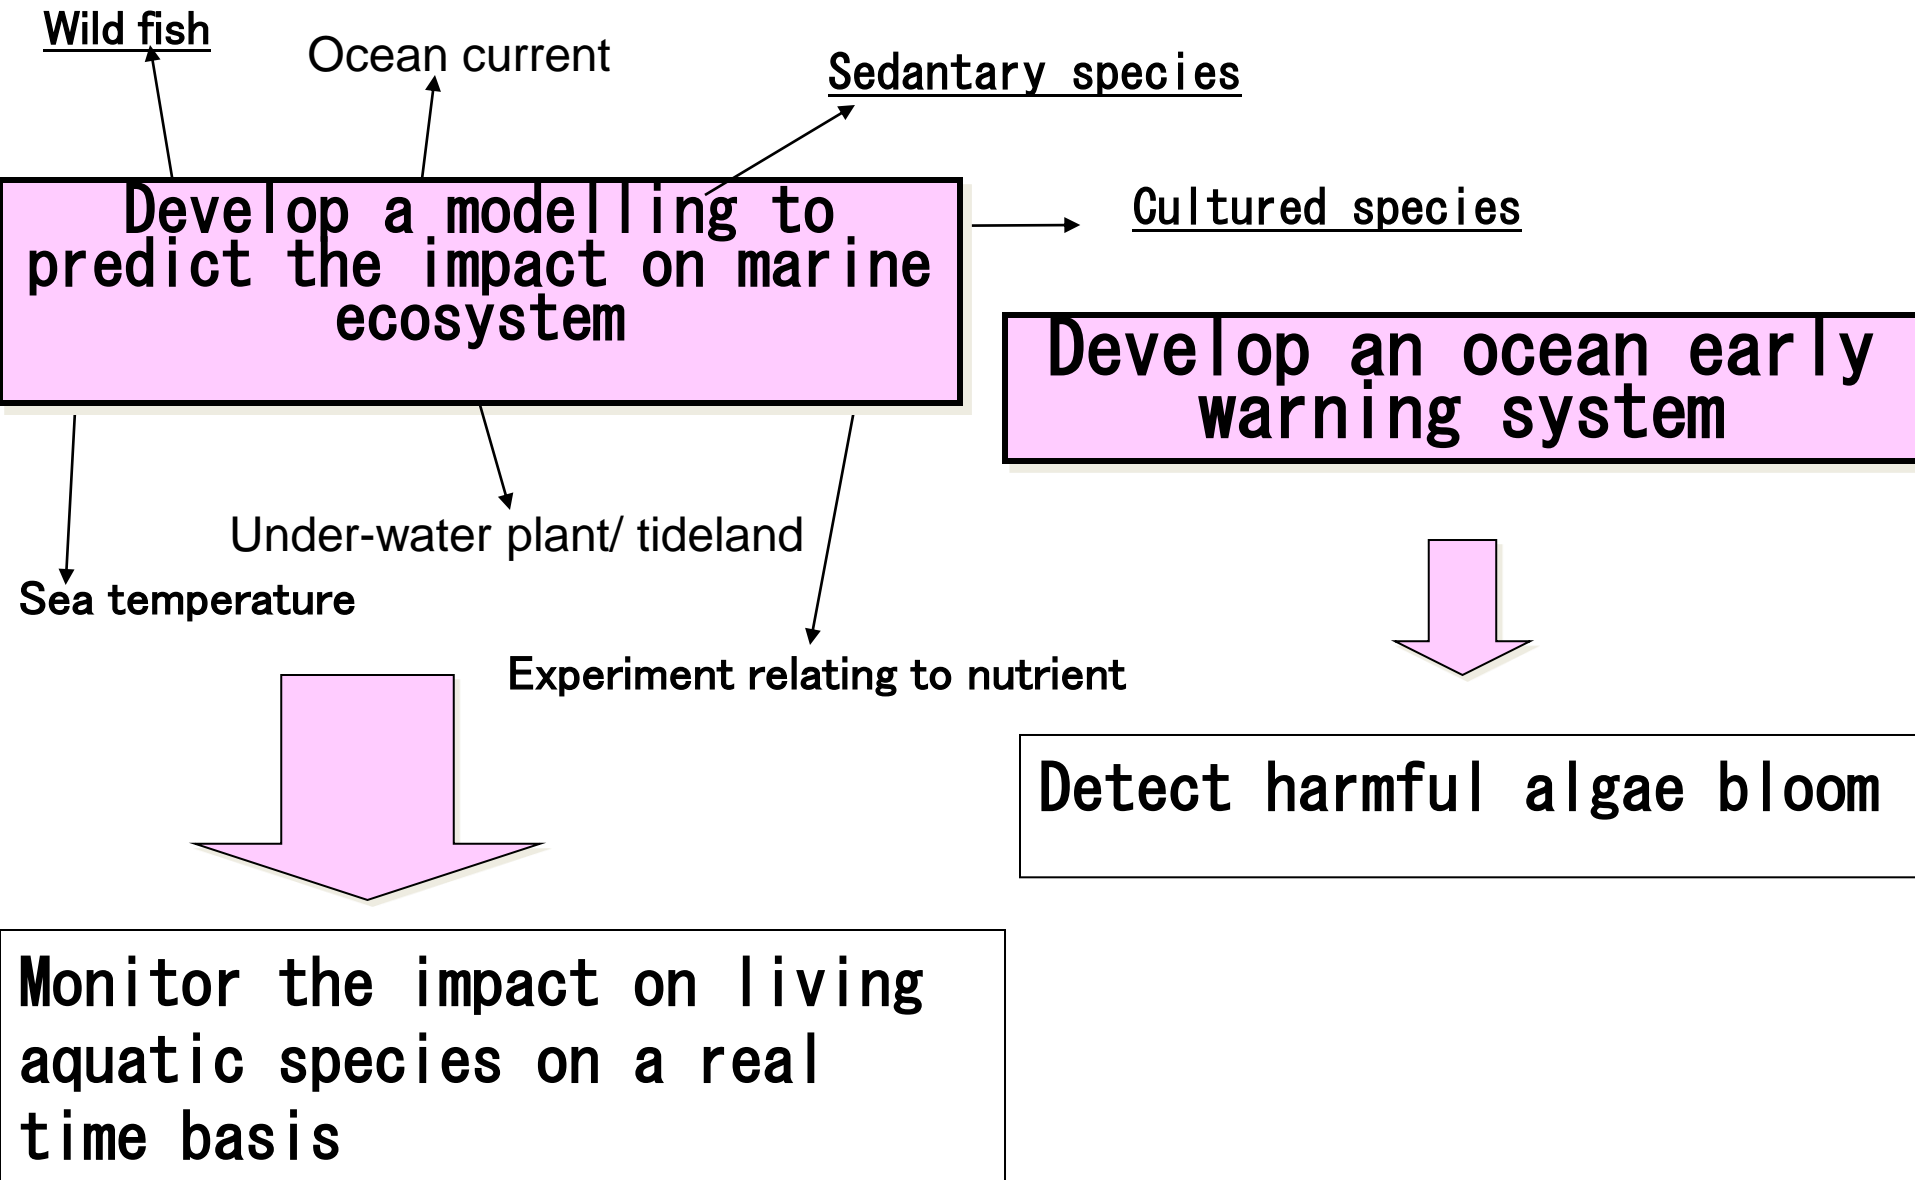 Wild fish
Ocean current
Sedantary species
Develop a modelling to
predict the impact on marine
ecosystem
Cultured species
Develop an ocean early
warning system
Under-water plant/ tideland
Sea temperature
Experiment relating to nutrient
Detect harmful algae bloom
Monitor the impact on living
aquatic species on a real
time basis